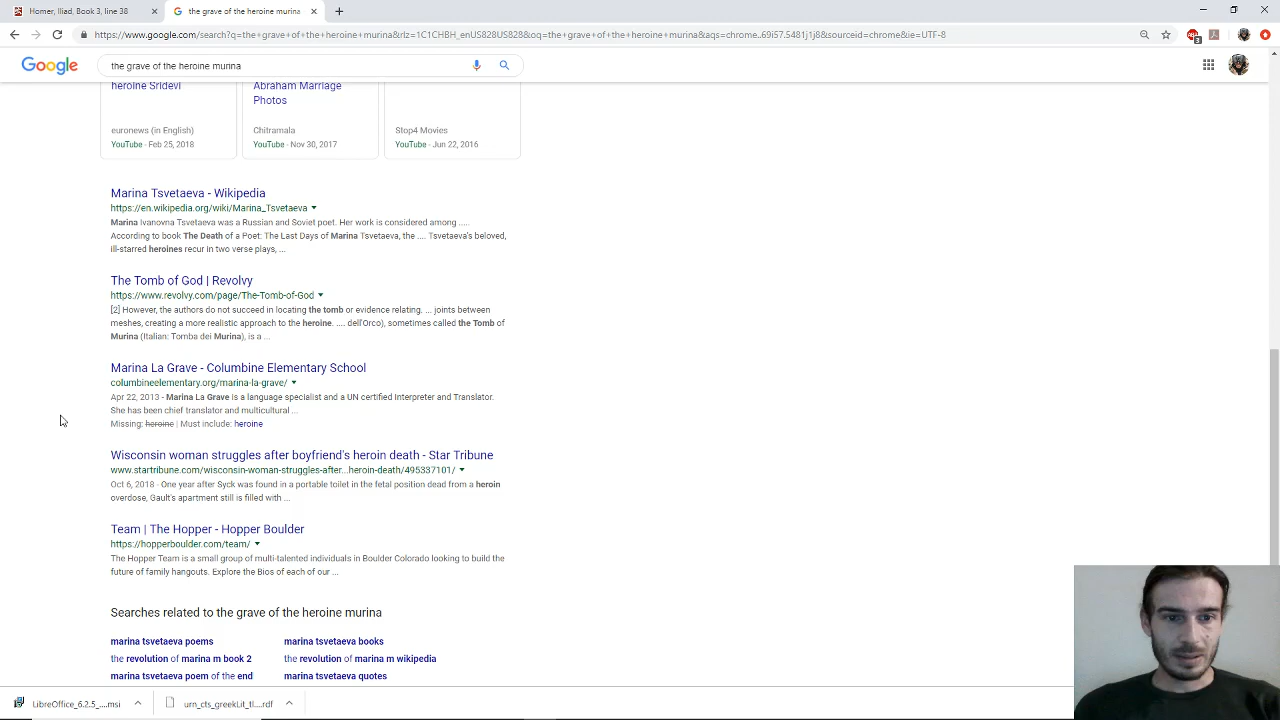 Homer, Iliad, Book 3, line 38
the grave of the heroine murina
https://www.google.com/search?q=the+grave+of+the+heroine+murina&rlz=1C1CHBH_enUS828US828&oq=the+grave+of+the+heroine+murina&aqs=chrome..69i57.5481j1j8&sourceid=chrome&ie=UTF-8
3
Google
the grave of the heroine murina
heroine Sridevi
Abraham Marriage
Photos
euronews (in English)
Chitramala
Stop4 Movies
YouTube - Feb 25, 2018
YouTube - Nov 30, 2017
YouTube - Jun 22, 2016
Marina Tsvetaeva - Wikipedia
https://en.wikipedia.org/wiki/Marina_Tsvetaeva
Marina Ivanovna Tsvetaeva was a Russian and Soviet poet. Her work is considered among .....
According to book The Death of a Poet: The Last Days of Marina Tsvetaeva, the .... Tsvetaeva's beloved,
ill-starred heroines recur in two verse plays, ...
The Tomb of God | Revolvy
https://www.revolvy.com/page/The-Tomb-of-God
[2] However, the authors do not succeed in locating the tomb or evidence relating. ... joints between
meshes, creating a more realistic approach to the heroine. .... dell'Orco), sometimes called the Tomb of
Murina (Italian: Tomba dei Murina), is a ...
Marina La Grave - Columbine Elementary School
columbineelementary.org/marina-la-grave/
Apr 22, 2013 - Marina La Grave is a language specialist and a UN certified Interpreter and Translator.
She has been chief translator and multicultural ...
Missing: heroine | Must include: heroine
Wisconsin woman struggles after boyfriend's heroin death - Star Tribune
www.startribune.com/wisconsin-woman-struggles-after...heroin-death/495337101/
Oct 6, 2018 - One year after Syck was found in a portable toilet in the fetal position dead from a heroin
overdose, Gault's apartment still is filled with ...
Team | The Hopper - Hopper Boulder
https://hopperboulder.com/team/
The Hopper Team is a small group of multi-talented individuals in Boulder Colorado looking to build the
future of family hangouts. Explore the Bios of each of our ...
Searches related to the grave of the heroine murina
marina tsvetaeva poems
marina tsvetaeva books
the revolution of marina m book 2
the revolution of marina m wikipedia
marina tsvetaeva poem of the end
marina tsvetaeva quotes
LibreOffice_6.2.5_....msi
urn_cts_greekLit_tl....rdf